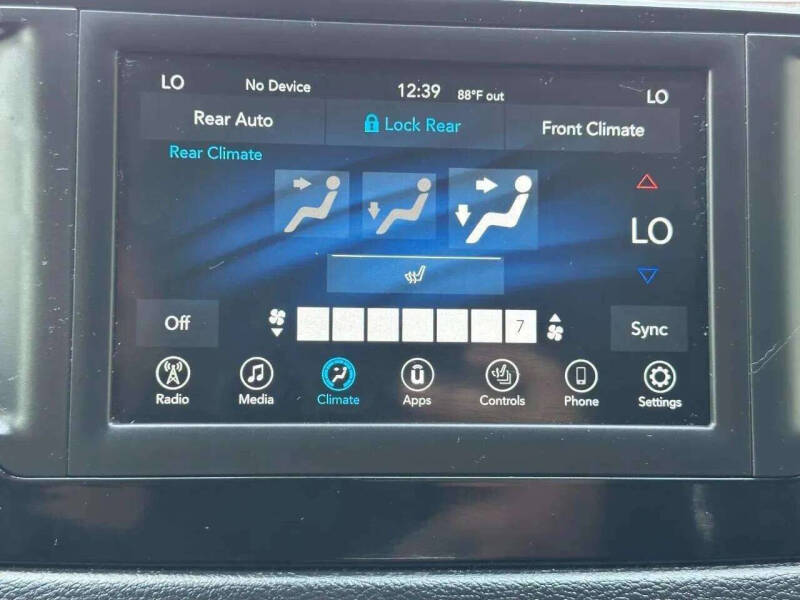 LO No Device 12:39 88°F out LO
Rear Auto Lock Rear Front Climate
Rear Climate
LO
Off 7 Sync
Radio Media Climate Apps Controls Phone Settings